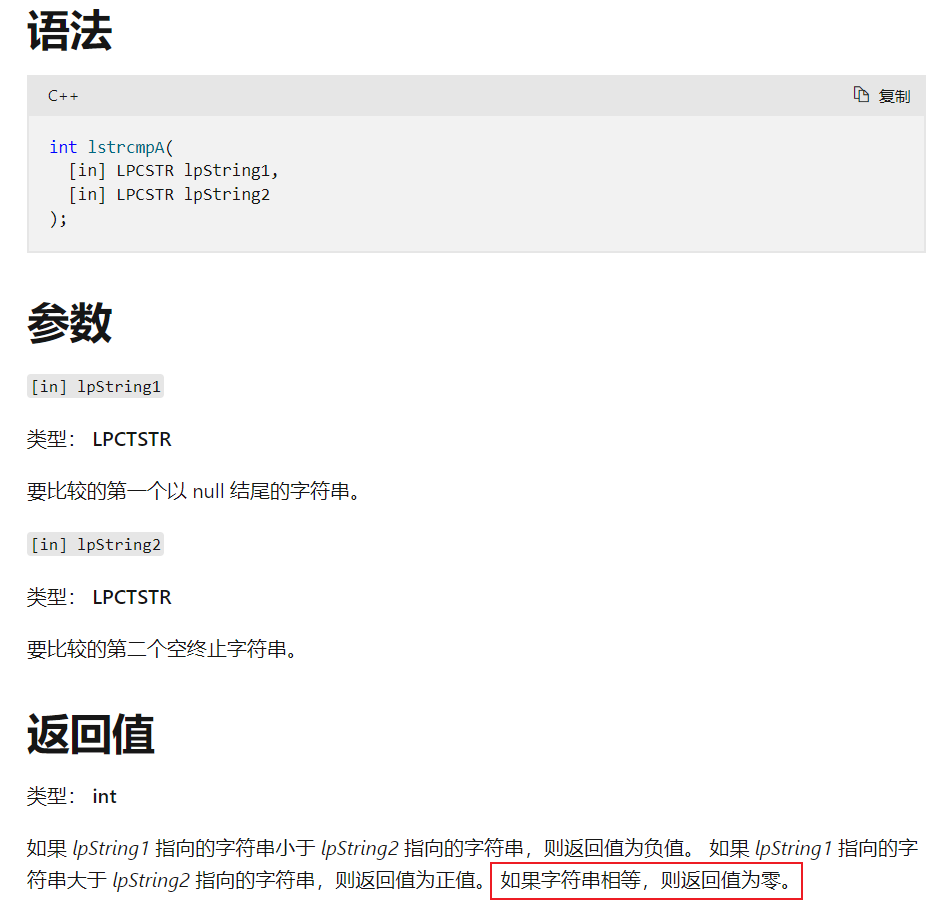 语法
C++ 复制
int lstrcmpA(
  [in] LPCSTR lpString1,
  [in] LPCSTR lpString2
);
参数
[in] lpString1
类型： LPCTSTR
要比较的第一个以 null 结尾的字符串。
[in] lpString2
类型： LPCTSTR
要比较的第二个空终止字符串。
返回值
类型： int
如果 lpString1 指向的字符串小于 lpString2 指向的字符串，则返回值为负值。 如果 lpString1 指向的字
符串大于 lpString2 指向的字符串，则返回值为正值。 如果字符串相等，则返回值为零。